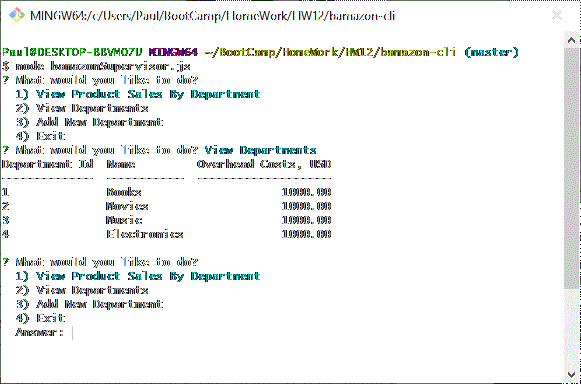 MINGW64:/c/Users/Paul/BootCamp/HomeWork/HW12/bamazon-cli
MINGW64 ~/BootCamp/HomeWork/HW12/bamazon-cli (master)
$ node bamazonSupervisor.js
? What would you like to do?
1) View Product Sales By Department
2) View Departments
3) Add New Department
4) Exit
? What would you like to do? View Departments
Department Id Name Overhead Costs, USD
1 Books 1000.00
2 Movies 1000.00
3 Music 1000.00
4 Electronics 1000.00
? What would you like to do?
1) View Product Sales By Department
2) View Departments
3) Add New Department
4) Exit
Answer: